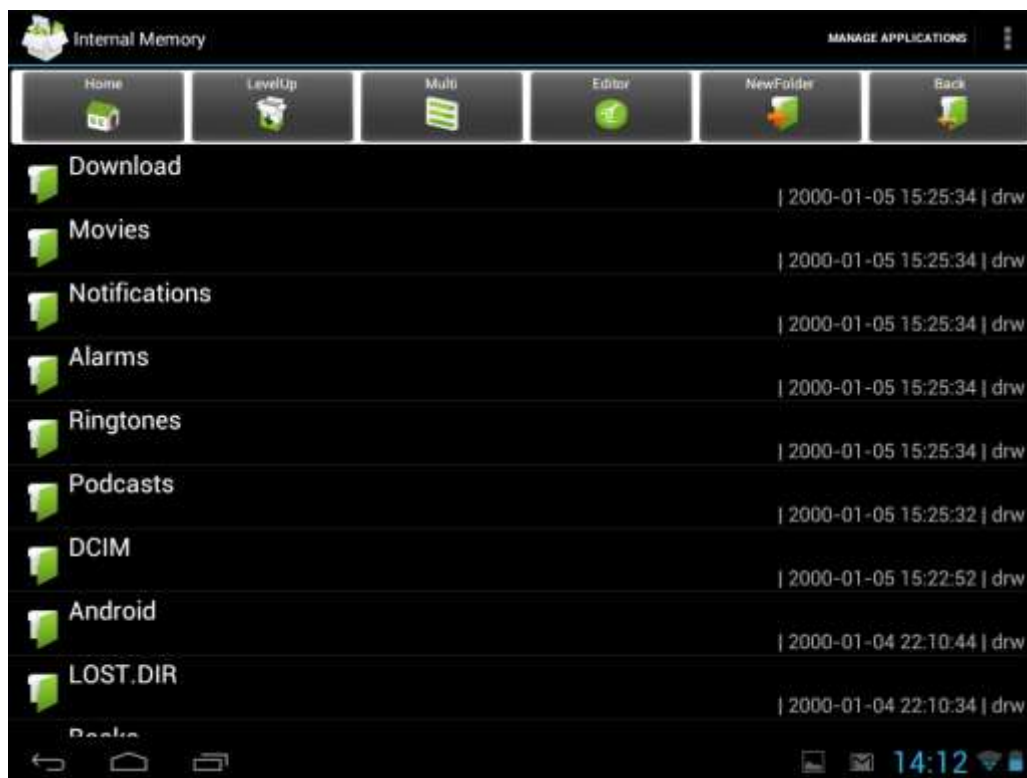 Internal Memory
MANAGE APPLICATIONS
Home LevelUp Multi Editor NewFolder Back
Download
| 2000-01-05 15:25:34 | drw
Movies
| 2000-01-05 15:25:34 | drw
Notifications
| 2000-01-05 15:25:34 | drw
Alarms
| 2000-01-05 15:25:34 | drw
Ringtones
| 2000-01-05 15:25:34 | drw
Podcasts
| 2000-01-05 15:25:32 | drw
DCIM
| 2000-01-05 15:22:52 | drw
Android
| 2000-01-04 22:10:44 | drw
LOST.DIR
| 2000-01-04 22:10:34 | drw
14:12